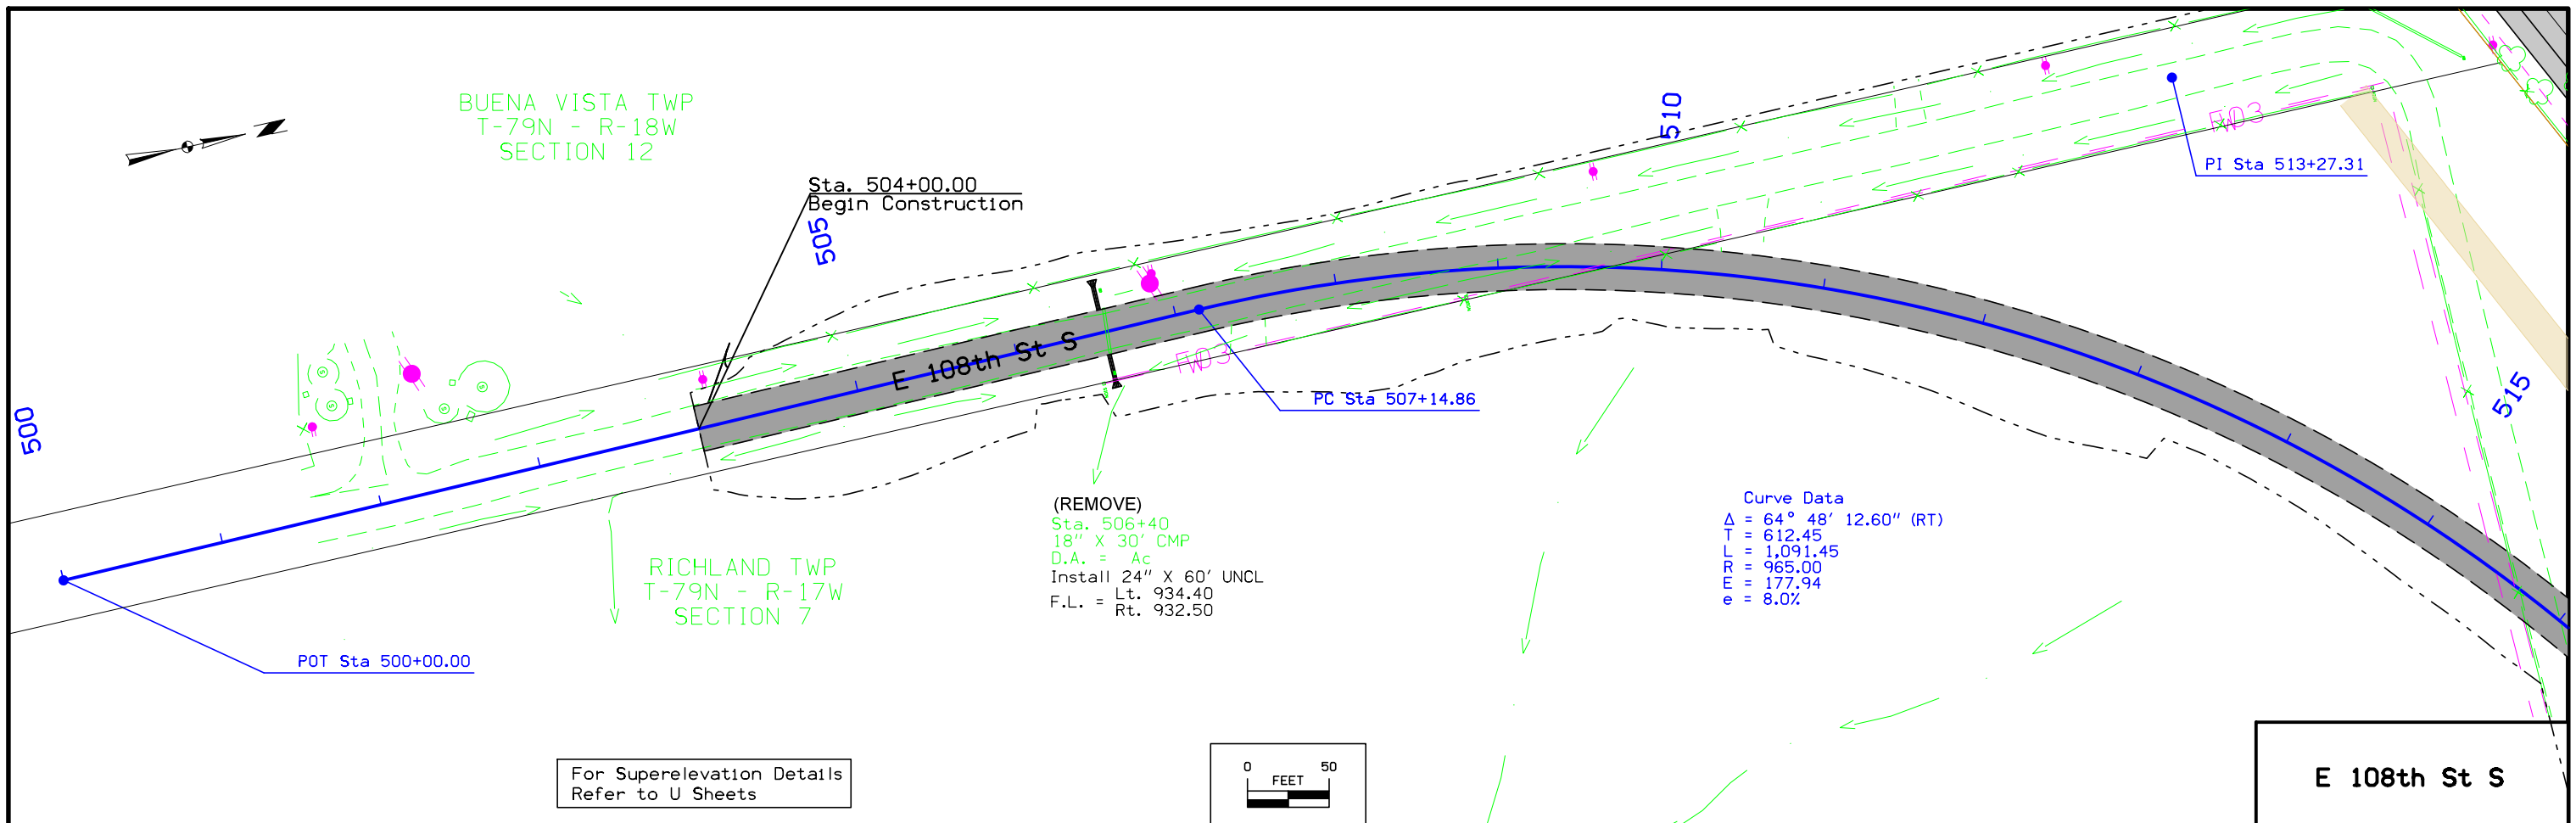 BUENA VISTA TWP
T-79N - R-18W
SECTION 12
Sta. 504+00.00
Begin Construction
500
505
510
515
PI Sta 513+27.31
E 108th St S
PC Sta 507+14.86
(REMOVE)
Sta. 506+40
18" X 30' CMP
D.A. = Ac
Install 24" X 60' UNCL
F.L. = Lt. 934.40
Rt. 932.50
RICHLAND TWP
T-79N - R-17W
SECTION 7
POT Sta 500+00.00
Curve Data
Δ = 64° 48' 12.60" (RT)
T = 612.45
L = 1,091.45
R = 965.00
E = 177.94
e = 8.0%
For Superelevation Details
Refer to U Sheets
0 50
FEET
E 108th St S